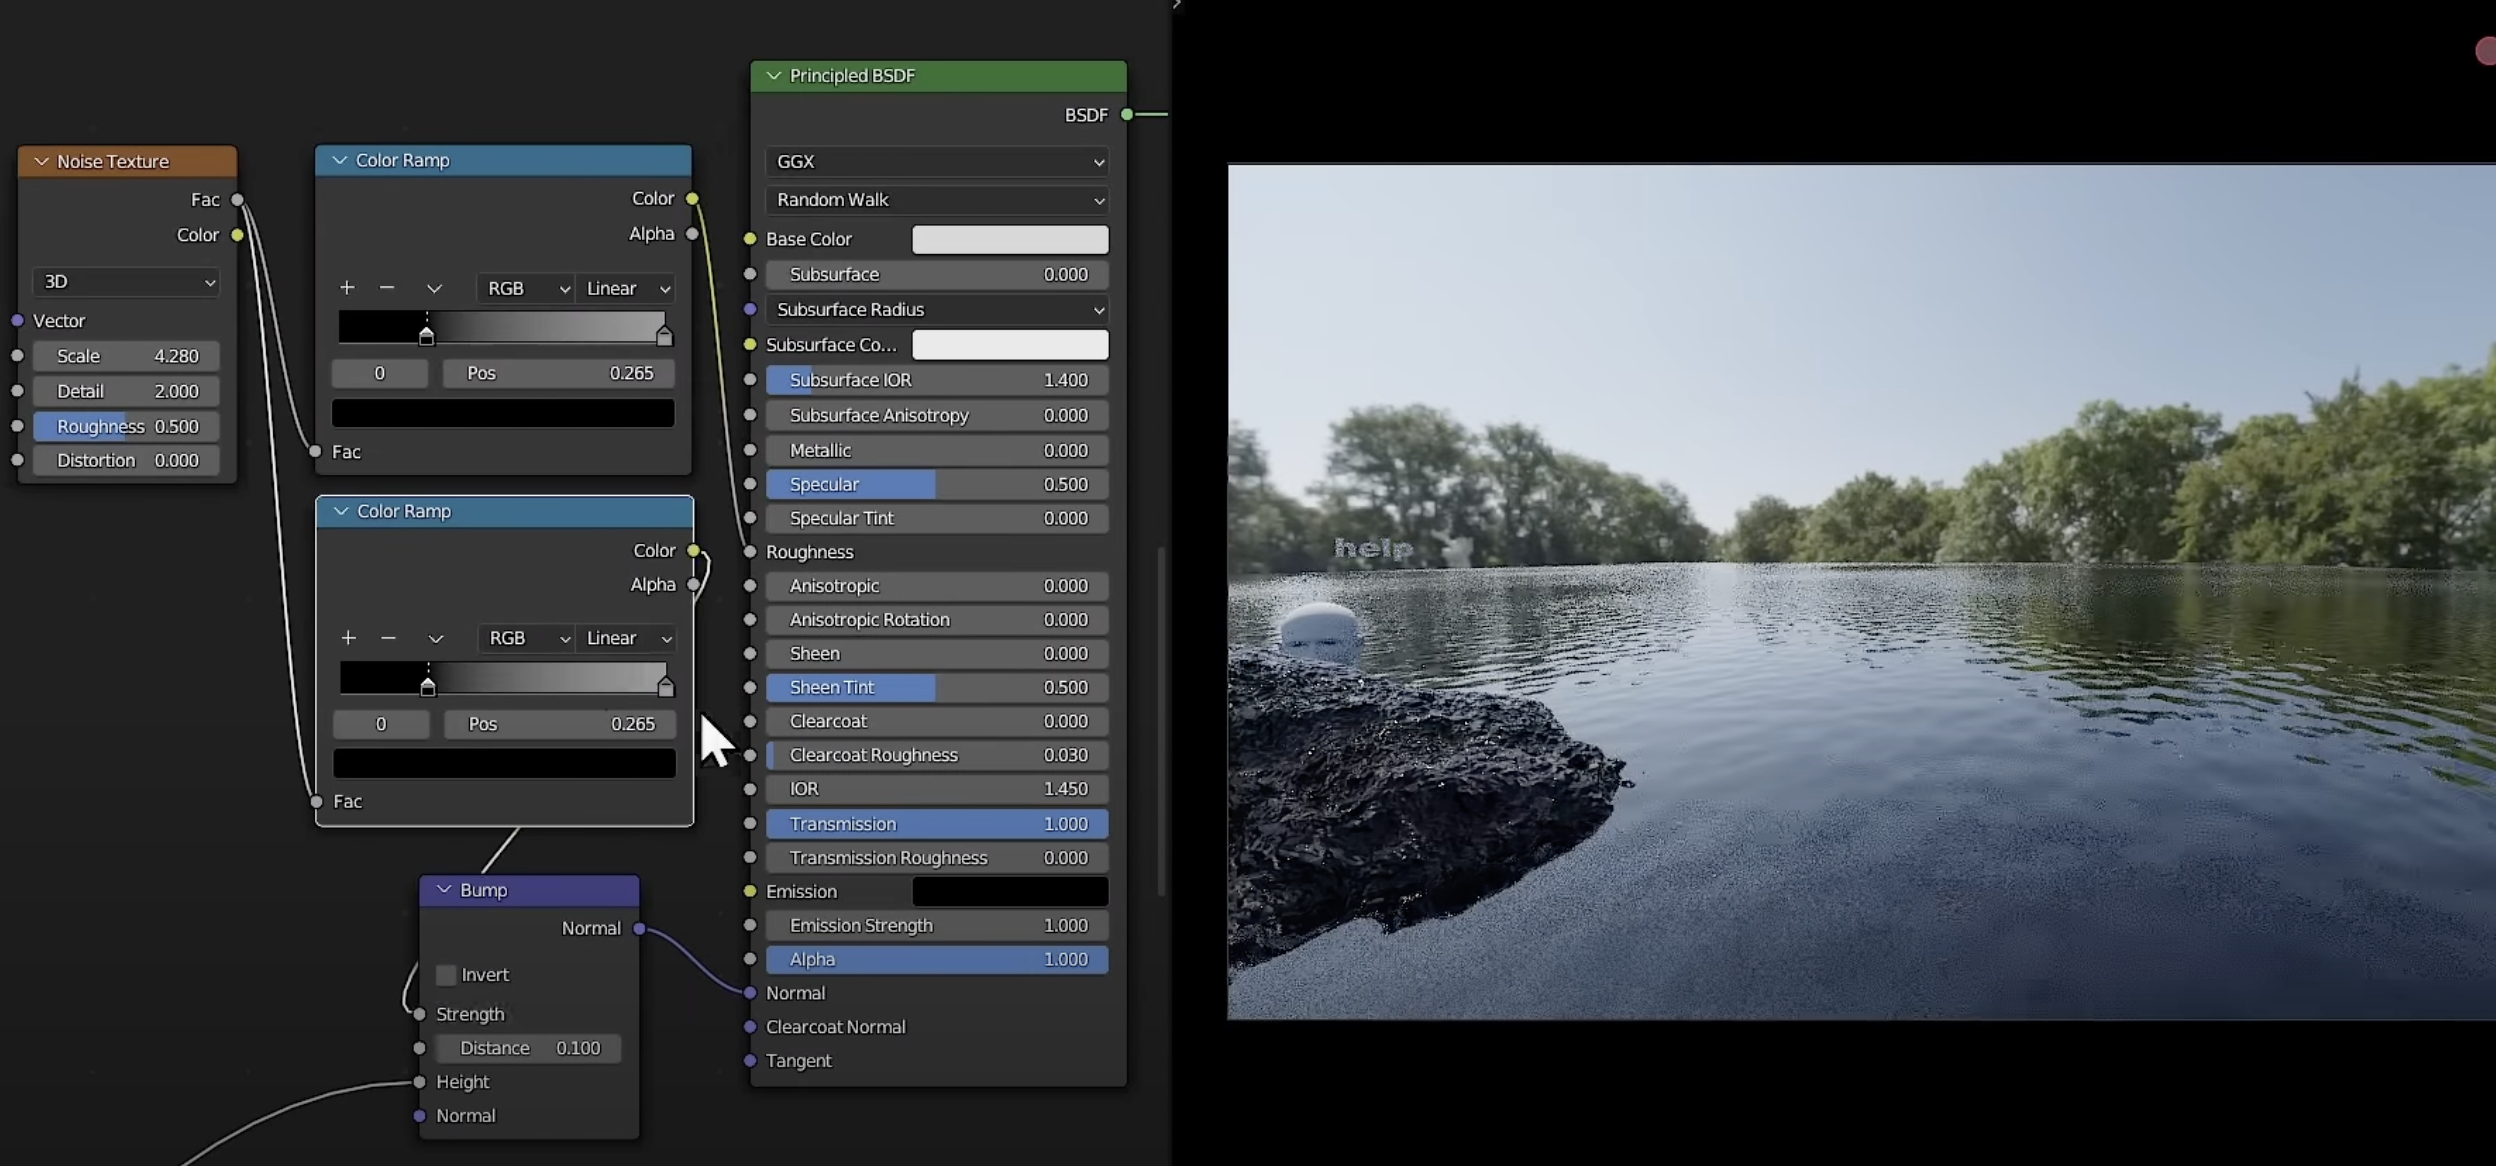 Noise Texture
Fac
Color
3D
Vector
Scale 4.280
Detail 2.000
Roughness 0.500
Distortion 0.000
Color Ramp
Color
Alpha
+ − RGB Linear
0 Pos 0.265
Fac
Color Ramp
Color
Alpha
+ − RGB Linear
0 Pos 0.265
Fac
Bump
Normal
Invert
Strength
Distance 0.100
Height
Normal
Principled BSDF
BSDF
GGX
Random Walk
Base Color
Subsurface 0.000
Subsurface Radius
Subsurface Co...
Subsurface IOR 1.400
Subsurface Anisotropy 0.000
Metallic 0.000
Specular 0.500
Specular Tint 0.000
Roughness
Anisotropic 0.000
Anisotropic Rotation 0.000
Sheen 0.000
Sheen Tint 0.500
Clearcoat 0.000
Clearcoat Roughness 0.030
IOR 1.450
Transmission 1.000
Transmission Roughness 0.000
Emission
Emission Strength 1.000
Alpha 1.000
Normal
Clearcoat Normal
Tangent
help